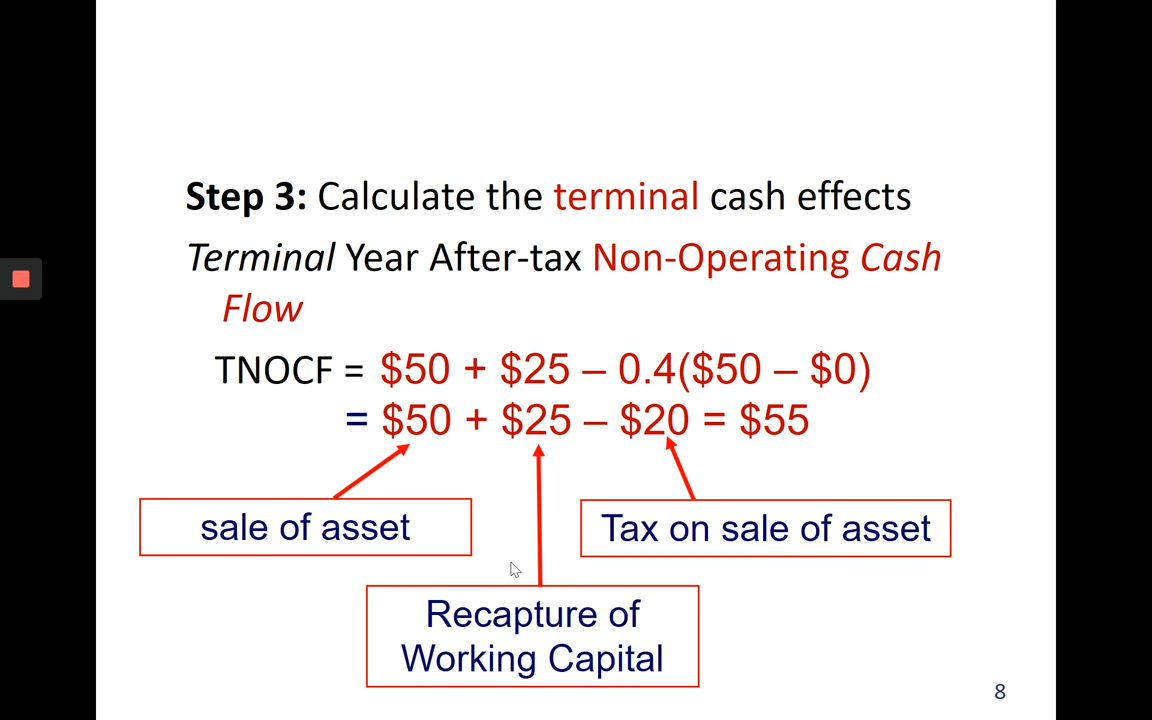 Step 3: Calculate the terminal cash effects
Terminal Year After-tax Non-Operating Cash
Flow
TNOCF = $50 + $25 – 0.4($50 – $0)
= $50 + $25 – $20 = $55
sale of asset
Tax on sale of asset
Recapture of
Working Capital
8